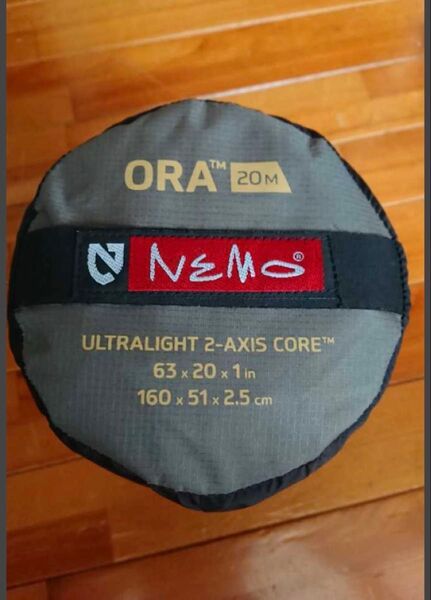 ORA™ 20M
NEMO®
ULTRALIGHT 2-AXIS CORE™
63 x 20 x 1 in
160 x 51 x 2.5 cm